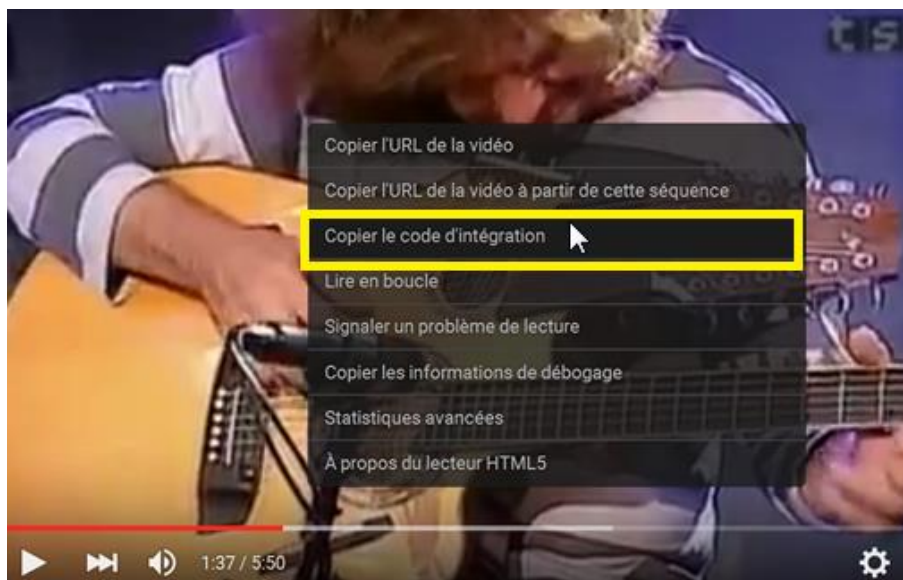 ts
Copier l'URL de la vidéo
Copier l'URL de la vidéo à partir de cette séquence
Copier le code d'intégration
Lire en boucle
Signaler un problème de lecture
Copier les informations de débogage
Statistiques avancées
À propos du lecteur HTML5
1:37 / 5:50